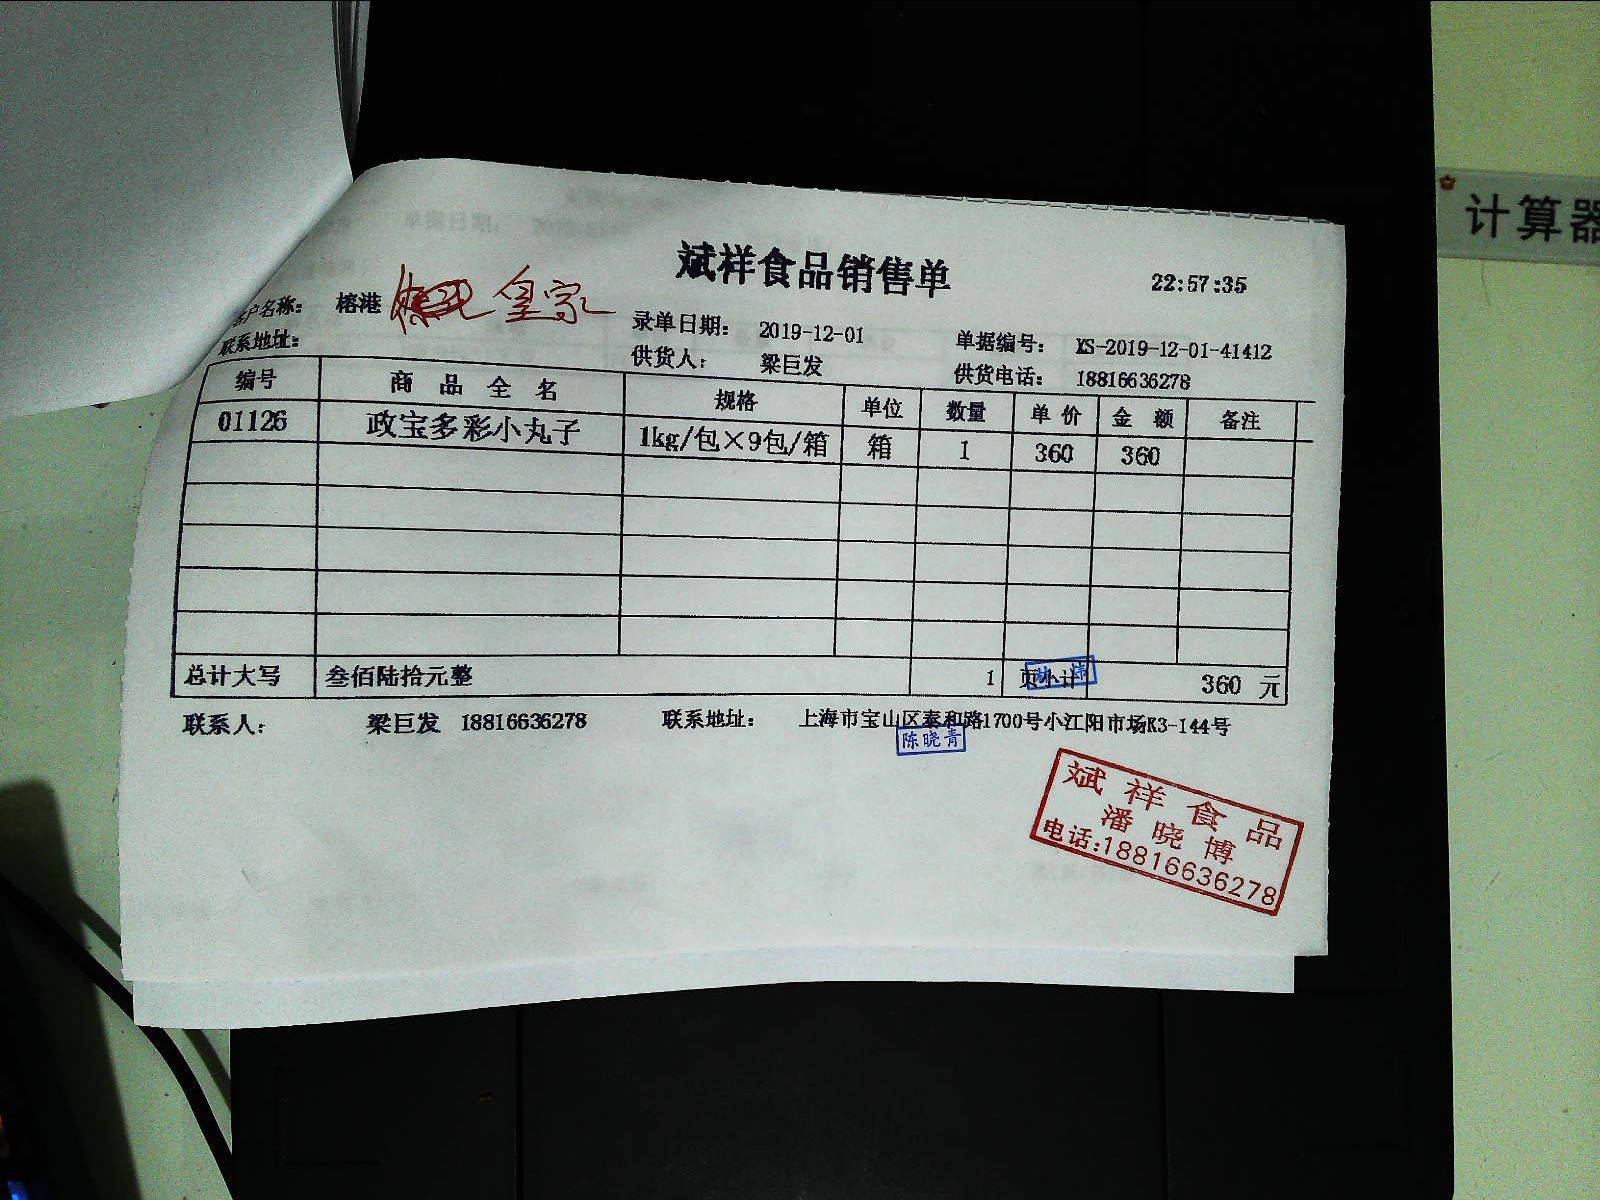 计算器
斌祥食品销售单
22:57:35
客户名称: 榕港 皇家
录单日期: 2019-12-01
单据编号: XS-2019-12-01-41412
联系地址:
供货人: 梁巨发
供货电话: 18816636278
编号 商品全名 规格 单位 数量 单价 金额 备注
01126 政宝多彩小丸子 1kg/包×9包/箱 箱 1 360 360
总计大写 叁佰陆拾元整 1 页小计 360 元
联系人: 梁巨发 18816636278 联系地址: 上海市宝山区泰和路1700号小江阳市场K3-144号
陈晓青
斌祥食品
潘晓博
电话:18816636278